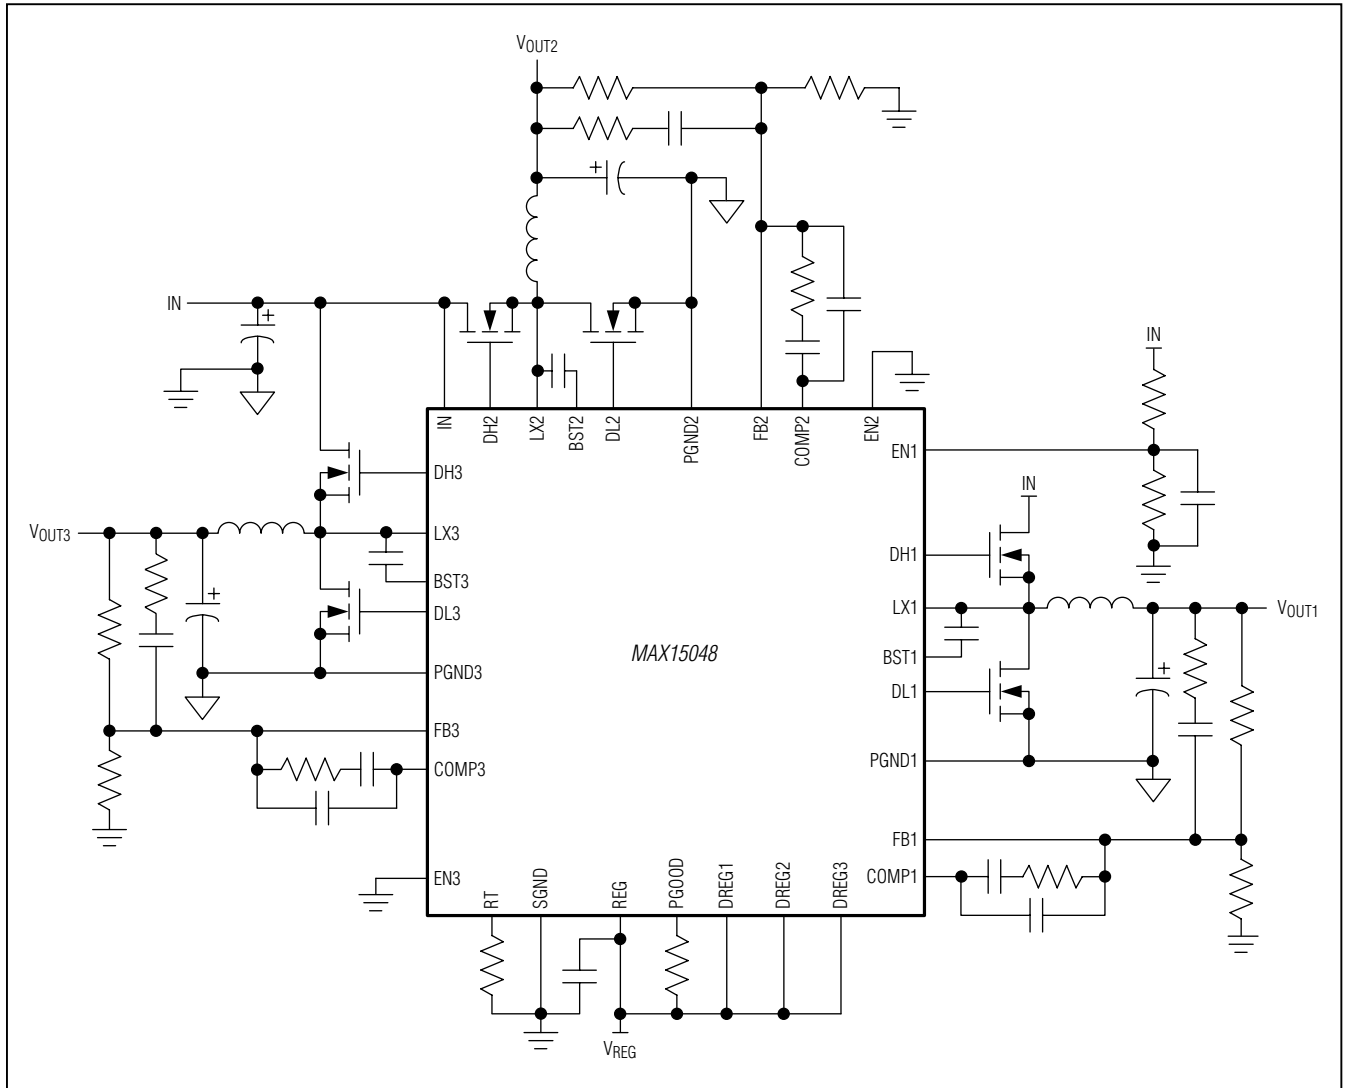 VOUT2
+
IN
+
IN
IN
DH2
LX2
BST2
DL2
PGND2
FB2
COMP2
EN2
EN1
DH3
IN
VOUT3
LX3
DH1
BST3
+
DL3
LX1
VOUT1
MAX15048
BST1
PGND3
DL1
+
FB3
PGND1
COMP3
FB1
EN3
COMP1
RT
SGND
REG
PGOOD
DREG1
DREG2
DREG3
VREG